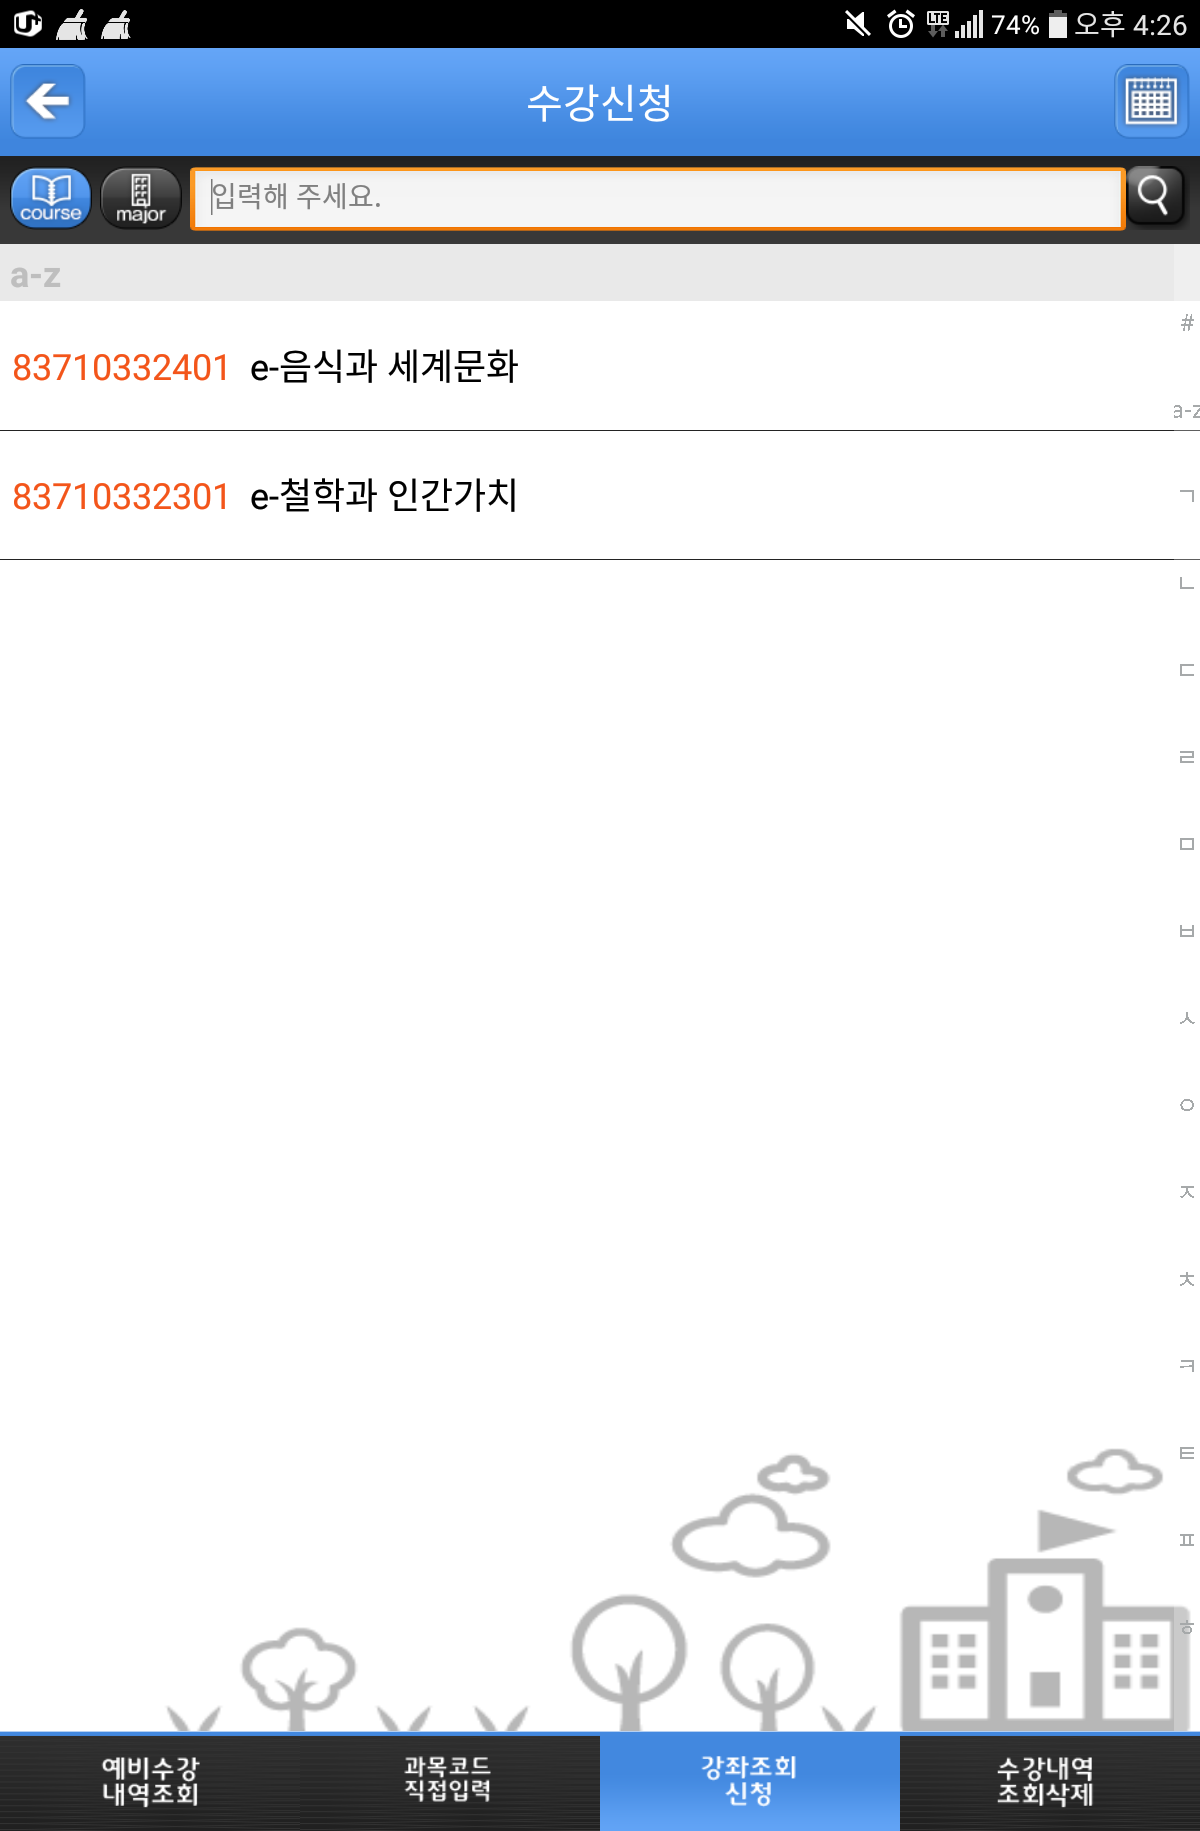 U+ LTE 74% 오후 4:26
수강신청
course major 입력해 주세요.
a-z
#
83710332401 e-음식과 세계문화
a-z
83710332301 e-철학과 인간가치
ㄱ
ㄴ
ㄷ
ㄹ
ㅁ
ㅂ
ㅅ
ㅇ
ㅈ
ㅊ
ㅋ
ㅌ
ㅍ
ㅎ
예비수강 내역조회
과목코드 직접입력
강좌조회 신청
수강내역 조회삭제